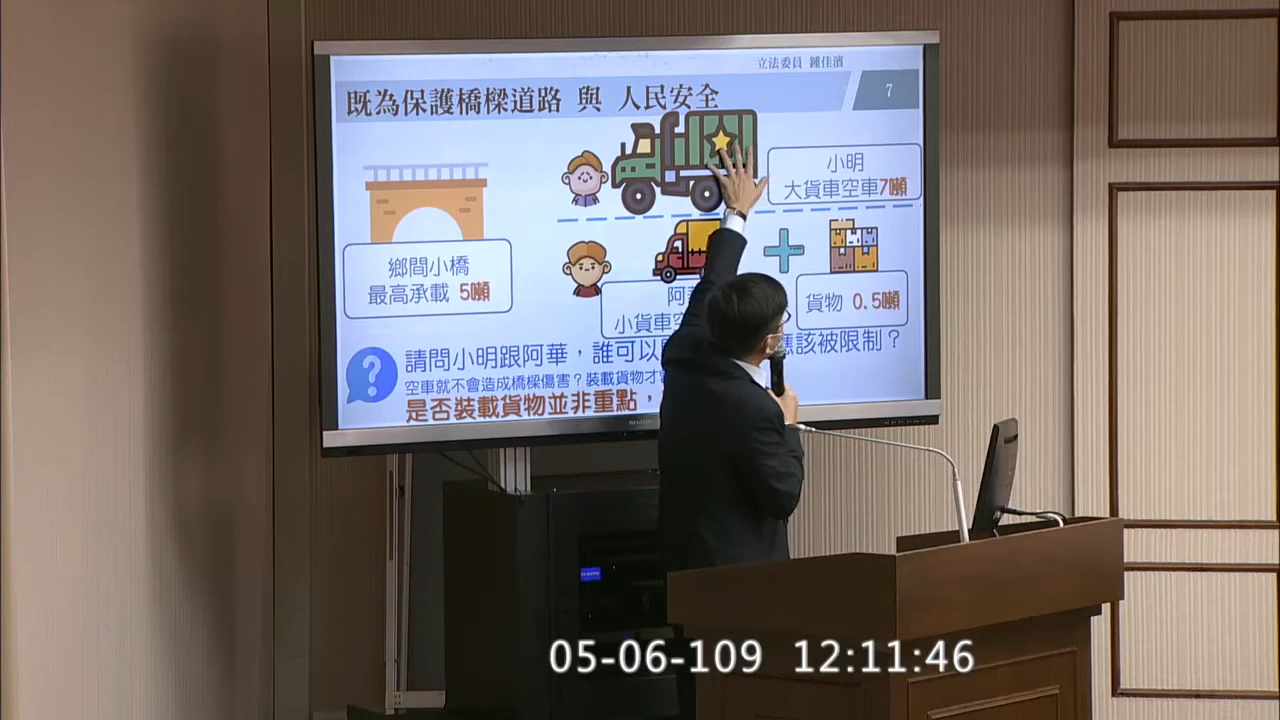 立法委員 鍾佳濱
7
既為保護橋樑道路 與 人民安全
小明
大貨車空車7噸
鄉間小橋
最高承載 5噸
阿
小貨車空
貨物 0.5噸
請問小明跟阿華，誰可以
應該被限制？
空車就不會造成橋樑傷害？裝載貨物才
是否裝載貨物並非重點，
SHARP
05-06-109 12:11:46